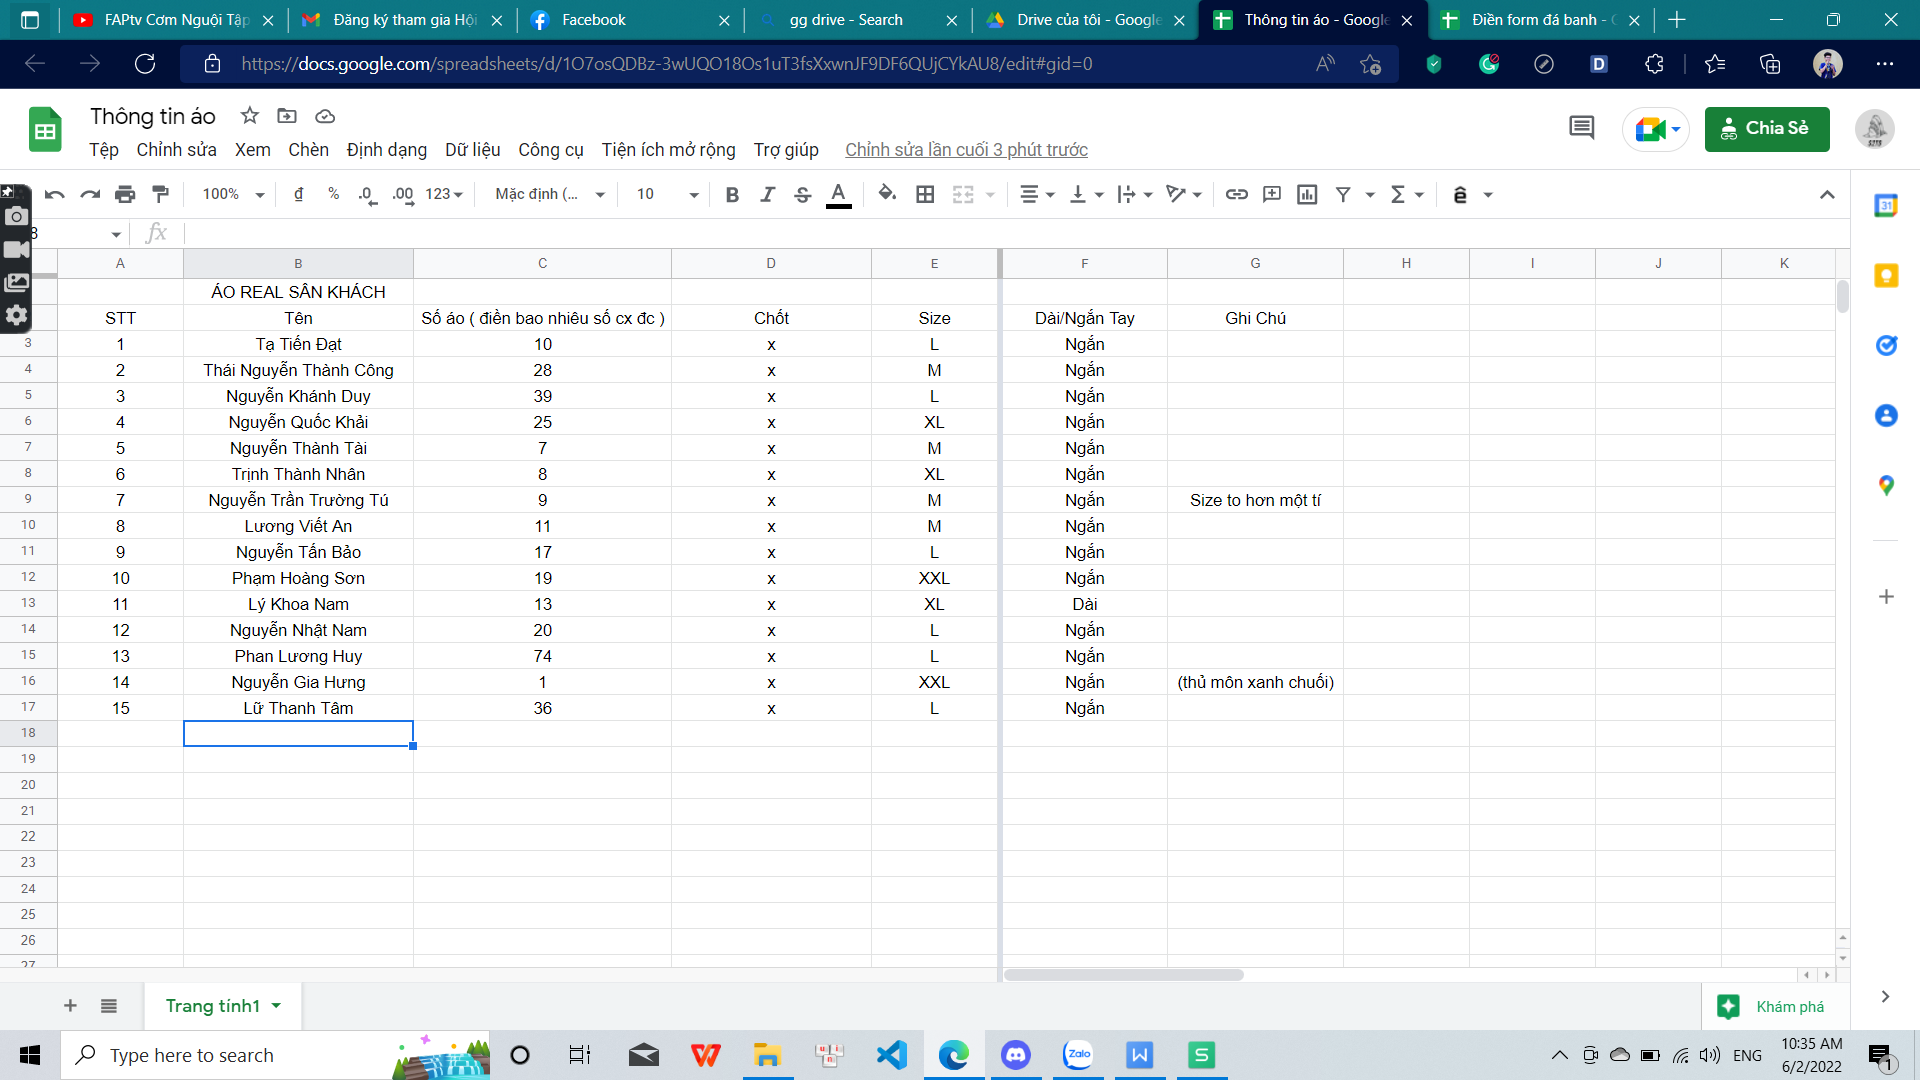 FAPtv Cơm Nguội Tập
Đăng ký tham gia Hội
Facebook
gg drive - Search
Drive của tôi - Google
Thông tin áo - Google
Điền form đá banh - G
https://docs.google.com/spreadsheets/d/1O7osQDBz-3wUQO18Os1uT3fsXxwnJF9DF6QUjCYkAU8/edit#gid=0
Thông tin áo
Chia Sẻ
Tệp Chỉnh sửa Xem Chèn Định dạng Dữ liệu Công cụ Tiện ích mở rộng Trợ giúp Chỉnh sửa lần cuối 3 phút trước
100% đ % .0 .00 123 Mặc định (... 10 B I S A
8 fx
A B C D E F G H I J K
ÁO REAL SÂN KHÁCH
STT Tên Số áo ( điền bao nhiêu số cx đc ) Chốt Size Dài/Ngắn Tay Ghi Chú
3 1 Tạ Tiến Đạt 10 x L Ngắn
4 2 Thái Nguyễn Thành Công 28 x M Ngắn
5 3 Nguyễn Khánh Duy 39 x L Ngắn
6 4 Nguyễn Quốc Khải 25 x XL Ngắn
7 5 Nguyễn Thành Tài 7 x M Ngắn
8 6 Trịnh Thành Nhân 8 x XL Ngắn
9 7 Nguyễn Trần Trường Tú 9 x M Ngắn Size to hơn một tí
10 8 Lương Viết An 11 x M Ngắn
11 9 Nguyễn Tấn Bảo 17 x L Ngắn
12 10 Phạm Hoàng Sơn 19 x XXL Ngắn
13 11 Lý Khoa Nam 13 x XL Dài
14 12 Nguyễn Nhật Nam 20 x L Ngắn
15 13 Phan Lương Huy 74 x L Ngắn
16 14 Nguyễn Gia Hưng 1 x XXL Ngắn (thủ môn xanh chuối)
17 15 Lữ Thanh Tâm 36 x L Ngắn
18
19
20
21
22
23
24
25
26
27
Trang tính1
Khám phá
Type here to search
Zalo
ENG
10:35 AM
6/2/2022
1